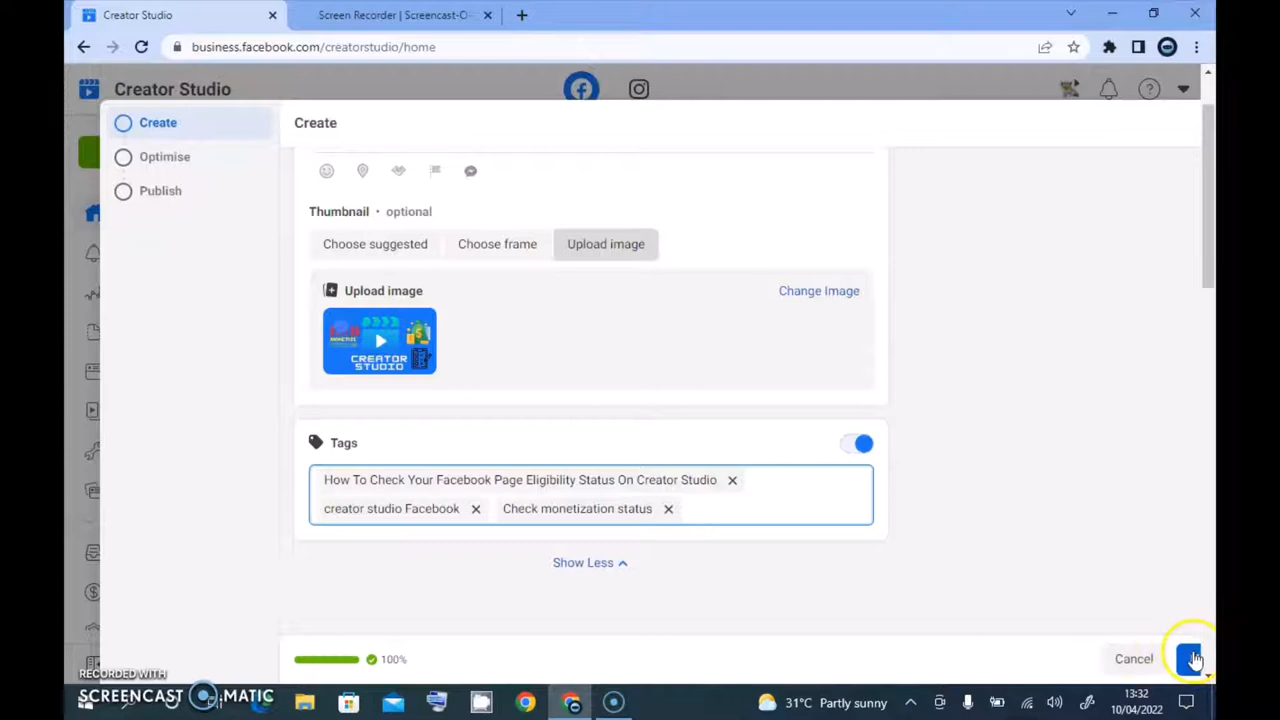 Creator Studio
Screen Recorder | Screencast-O-
business.facebook.com/creatorstudio/home
Creator Studio
Create
Optimise
Publish
Create
Thumbnail • optional
Choose suggested
Choose frame
Upload image
Upload image
Change Image
CREATOR
STUDIO
Tags
How To Check Your Facebook Page Eligibility Status On Creator Studio
creator studio Facebook
Check monetization status
Show Less
100%
Cancel
RECORDED WITH
SCREENCAST MATIC
31°C Partly sunny
13:32
10/04/2022